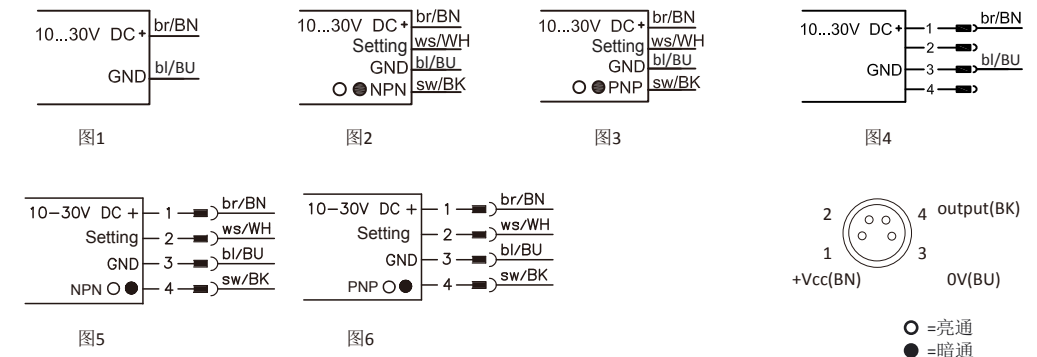 10...30V DC +
br/BN
GND
bl/BU
图1
10...30V DC +
br/BN
Setting
ws/WH
GND
bl/BU
NPN
sw/BK
图2
10...30V DC +
br/BN
Setting
ws/WH
GND
bl/BU
PNP
sw/BK
图3
10...30V DC +
1
br/BN
2
GND
3
bl/BU
4
图4
10-30V DC +
1
br/BN
Setting
2
ws/WH
GND
3
bl/BU
NPN
4
sw/BK
图5
10-30V DC +
1
br/BN
Setting
2
ws/WH
GND
3
bl/BU
PNP
4
sw/BK
图6
2
4 output(BK)
1
3
+Vcc(BN)
0V(BU)
=亮通
=暗通